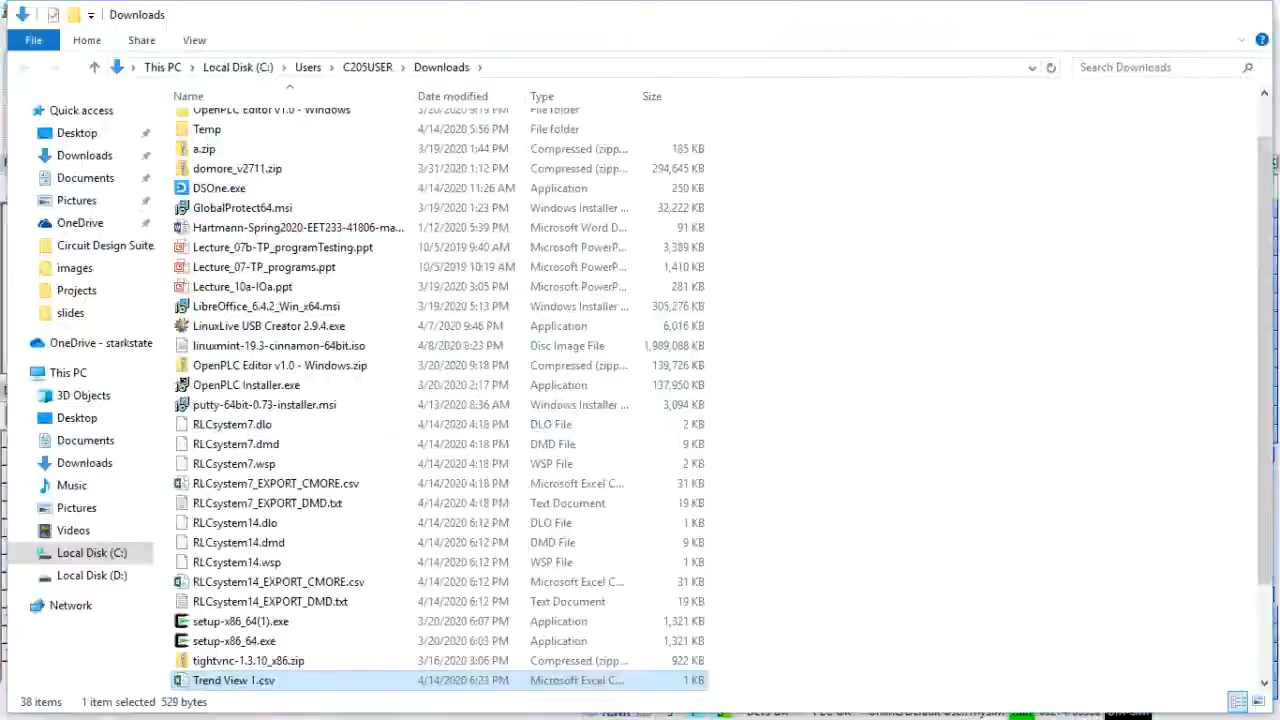 Downloads
File Home Share View
This PC Local Disk (C:) Users C205USER Downloads Search Downloads
Name Date modified Type Size
Quick access
Desktop
Downloads
Documents
Pictures
OneDrive
Circuit Design Suite
images
Projects
slides
OneDrive - starkstate
This PC
3D Objects
Desktop
Documents
Downloads
Music
Pictures
Videos
Local Disk (C:)
Local Disk (D:)
Network
OpenPLC Editor v1.0 - Windows 3/20/2020 9:19 PM File folder
Temp 4/14/2020 5:56 PM File folder
a.zip 3/19/2020 1:44 PM Compressed (zipp... 185 KB
domore_v2711.zip 3/31/2020 1:12 PM Compressed (zipp... 294,645 KB
DSOne.exe 4/14/2020 11:26 AM Application 250 KB
GlobalProtect64.msi 3/19/2020 1:23 PM Windows Installer ... 32,222 KB
Hartmann-Spring2020-EET233-41806-ma... 1/12/2020 5:39 PM Microsoft Word D... 91 KB
Lecture_07b-TP_programTesting.ppt 10/5/2019 9:40 AM Microsoft PowerP... 3,389 KB
Lecture_07-TP_programs.ppt 10/5/2019 10:19 AM Microsoft PowerP... 1,410 KB
Lecture_10a-IOa.ppt 3/19/2020 3:05 PM Microsoft PowerP... 281 KB
LibreOffice_6.4.2_Win_x64.msi 3/19/2020 5:13 PM Windows Installer ... 305,276 KB
LinuxLive USB Creator 2.9.4.exe 4/7/2020 9:46 PM Application 6,016 KB
linuxmint-19.3-cinnamon-64bit.iso 4/8/2020 8:23 PM Disc Image File 1,989,088 KB
OpenPLC Editor v1.0 - Windows.zip 3/20/2020 9:18 PM Compressed (zipp... 139,726 KB
OpenPLC Installer.exe 3/20/2020 2:17 PM Application 137,950 KB
putty-64bit-0.73-installer.msi 4/13/2020 8:36 AM Windows Installer ... 3,094 KB
RLCsystem7.dlo 4/14/2020 4:18 PM DLO File 2 KB
RLCsystem7.dmd 4/14/2020 4:18 PM DMD File 9 KB
RLCsystem7.wsp 4/14/2020 4:18 PM WSP File 2 KB
RLCsystem7_EXPORT_CMORE.csv 4/14/2020 4:18 PM Microsoft Excel C... 31 KB
RLCsystem7_EXPORT_DMD.txt 4/14/2020 4:18 PM Text Document 19 KB
RLCsystem14.dlo 4/14/2020 6:12 PM DLO File 1 KB
RLCsystem14.dmd 4/14/2020 6:12 PM DMD File 9 KB
RLCsystem14.wsp 4/14/2020 6:12 PM WSP File 1 KB
RLCsystem14_EXPORT_CMORE.csv 4/14/2020 6:12 PM Microsoft Excel C... 31 KB
RLCsystem14_EXPORT_DMD.txt 4/14/2020 6:12 PM Text Document 19 KB
setup-x86_64(1).exe 3/20/2020 6:07 PM Application 1,321 KB
setup-x86_64.exe 3/20/2020 6:03 PM Application 1,321 KB
tightvnc-1.3.10_x86.zip 3/16/2020 3:06 PM Compressed (zipp... 922 KB
Trend View 1.csv 4/14/2020 6:23 PM Microsoft Excel C... 1 KB
38 items 1 item selected 529 bytes